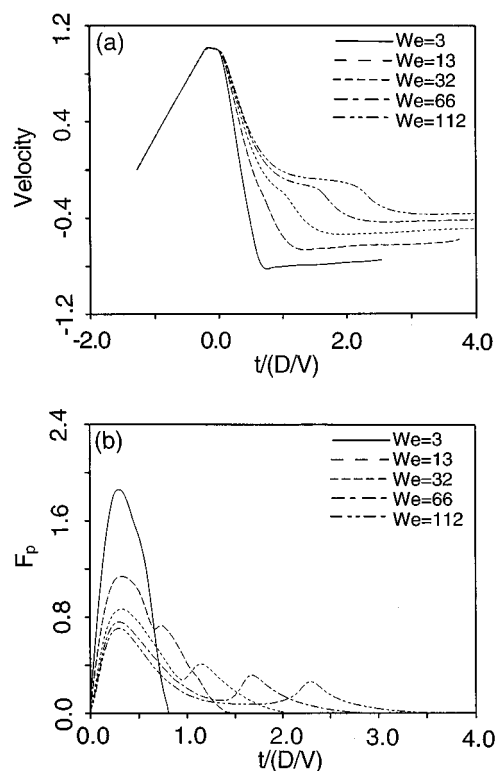 (a)
We=3
We=13
We=32
We=66
We=112
Velocity
1.2
0.4
-0.4
-1.2
-2.0 0.0 2.0 4.0
t/(D/V)
(b)
We=3
We=13
We=32
We=66
We=112
Fp
2.4
1.6
0.8
0.0
0.0 1.0 2.0 3.0 4.0
t/(D/V)